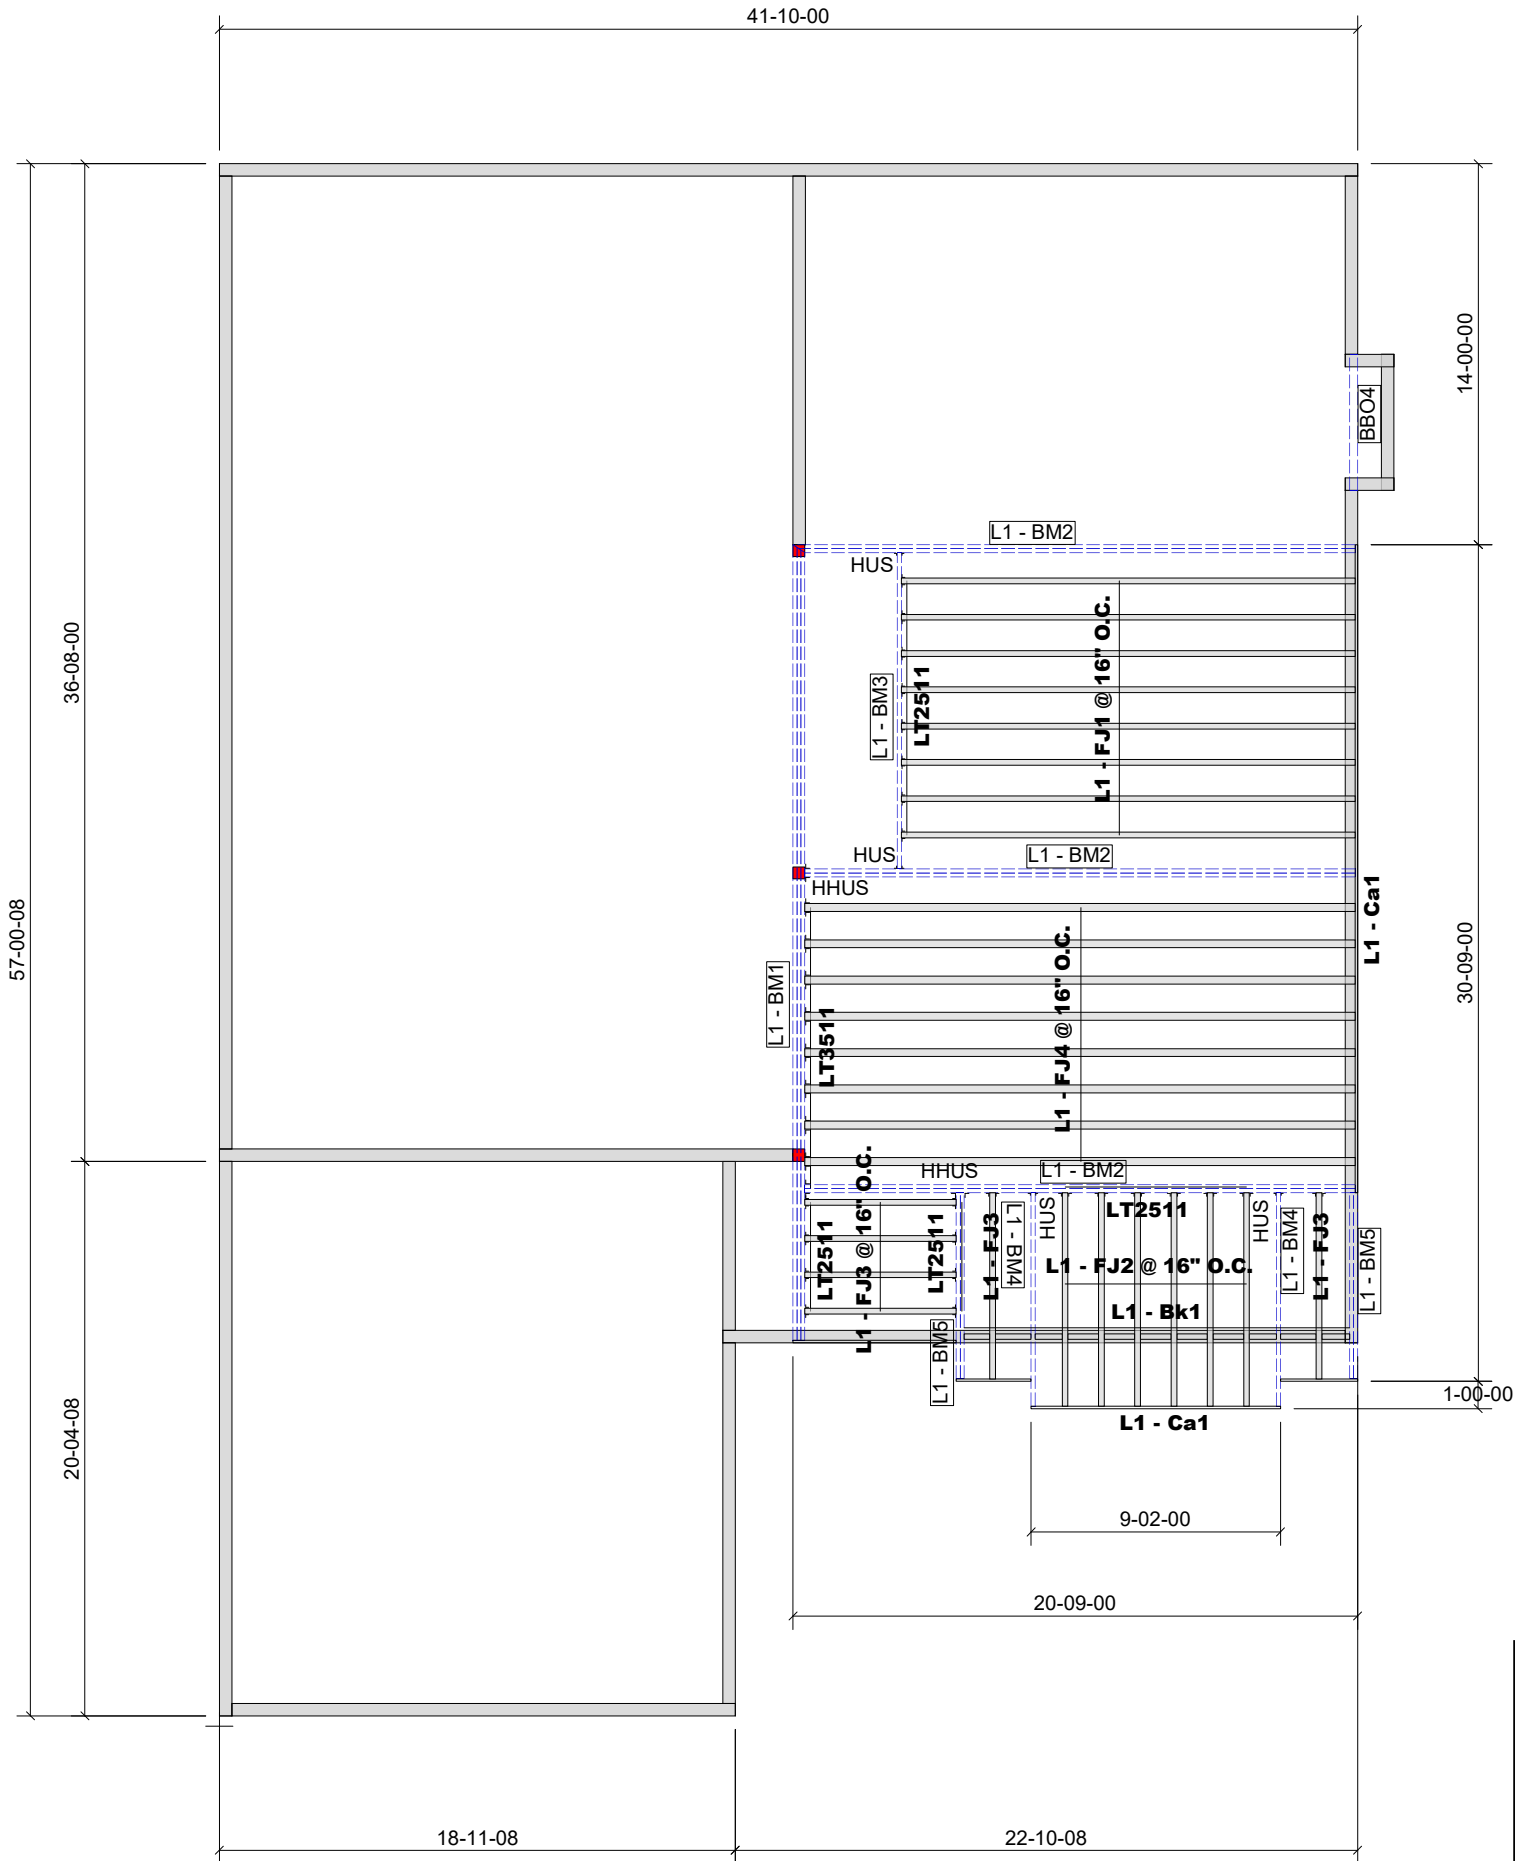 41-10-00
14-00-00
BBO4
L1 - BM2
HUS
L1 - FJ1 @ 16" O.C.
36-08-00
L1 - BM3
LT2511
HUS
L1 - BM2
HHUS
L1 - Ca1
57-00-08
30-09-00
L1 - BM1
L1 - FJ4 @ 16" O.C.
LT3511
HHUS
L1 - BM2
L1 - FJ3 @ 16" O.C.
LT2511
LT2511
L1 - FJ3
L1 - BM4
HUS
LT2511
HUS
L1 - BM4
L1 - FJ3
L1 - BM5
L1 - FJ2 @ 16" O.C.
L1 - Bk1
L1 - BM5
1-00-00
L1 - Ca1
20-04-08
9-02-00
20-09-00
18-11-08
22-10-08